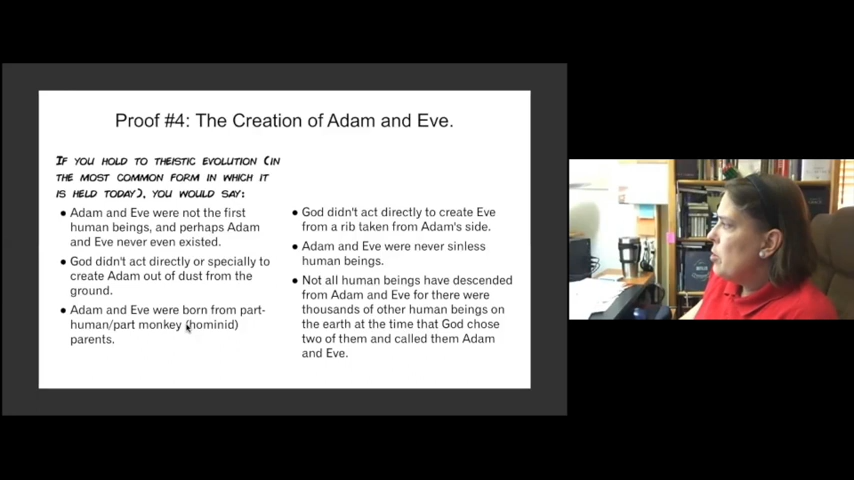 Proof #4: The Creation of Adam and Eve.
IF YOU HOLD TO THEISTIC EVOLUTION (IN
THE MOST COMMON FORM IN WHICH IT
IS HELD TODAY), YOU WOULD SAY:
● Adam and Eve were not the first
human beings, and perhaps Adam
and Eve never even existed.
● God didn't act directly or specially to
create Adam out of dust from the
ground.
● Adam and Eve were born from part-
human/part monkey (hominid)
parents.
● God didn't act directly to create Eve
from a rib taken from Adam's side.
● Adam and Eve were never sinless
human beings.
● Not all human beings have descended
from Adam and Eve for there were
thousands of other human beings on
the earth at the time that God chose
two of them and called them Adam
and Eve.